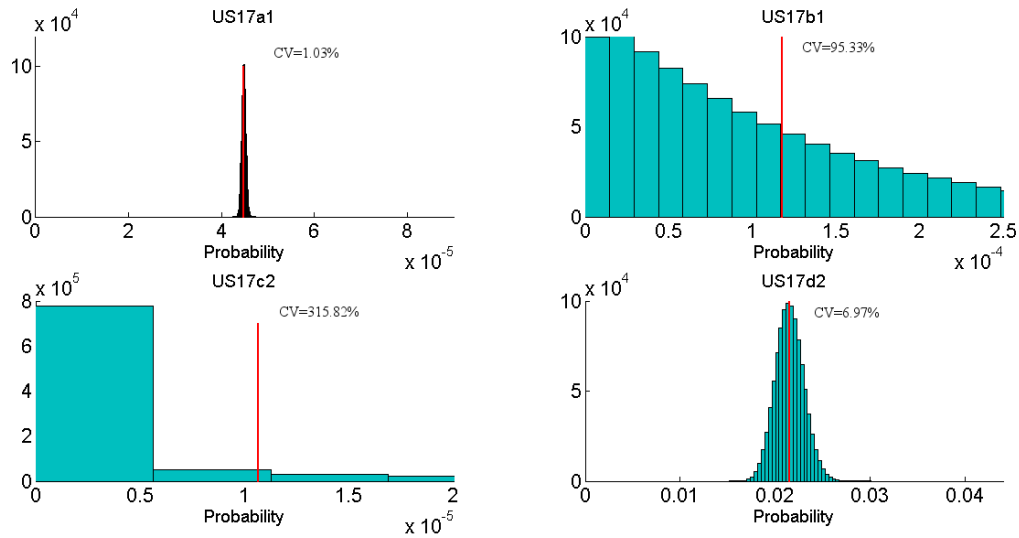 US17a1
x 10^4
CV=1.03%
10
5
0
0 2 4 6 8
Probability
x 10^-5
US17b1
x 10^4
CV=95.33%
10
5
0
0 0.5 1 1.5 2 2.5
Probability
x 10^-4
US17c2
x 10^5
CV=315.82%
8
6
4
2
0
0 0.5 1 1.5 2
Probability
x 10^-5
US17d2
x 10^4
CV=6.97%
10
5
0
0 0.01 0.02 0.03 0.04
Probability